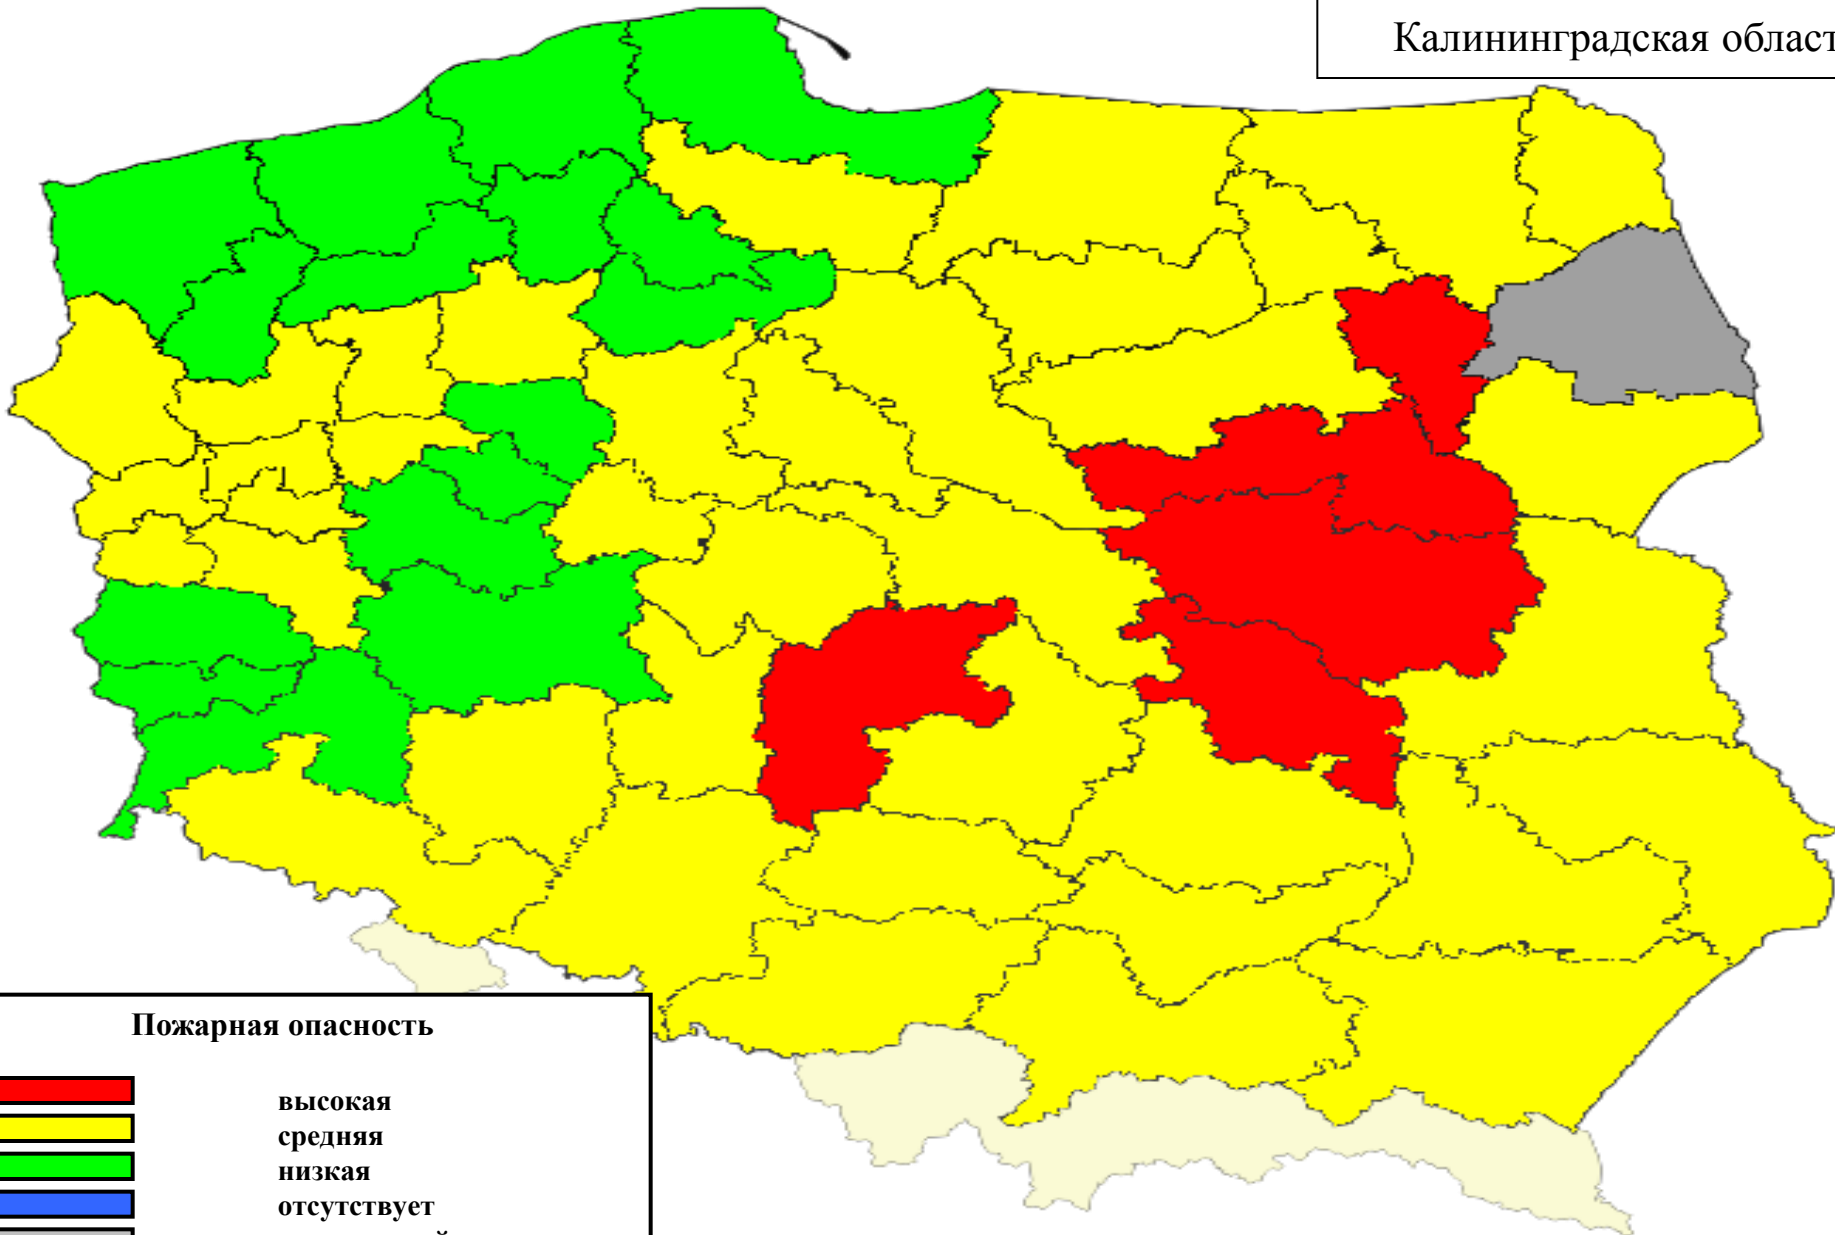 Калининградская област
Пожарная опасность
высокая
средняя
низкая
отсутствует